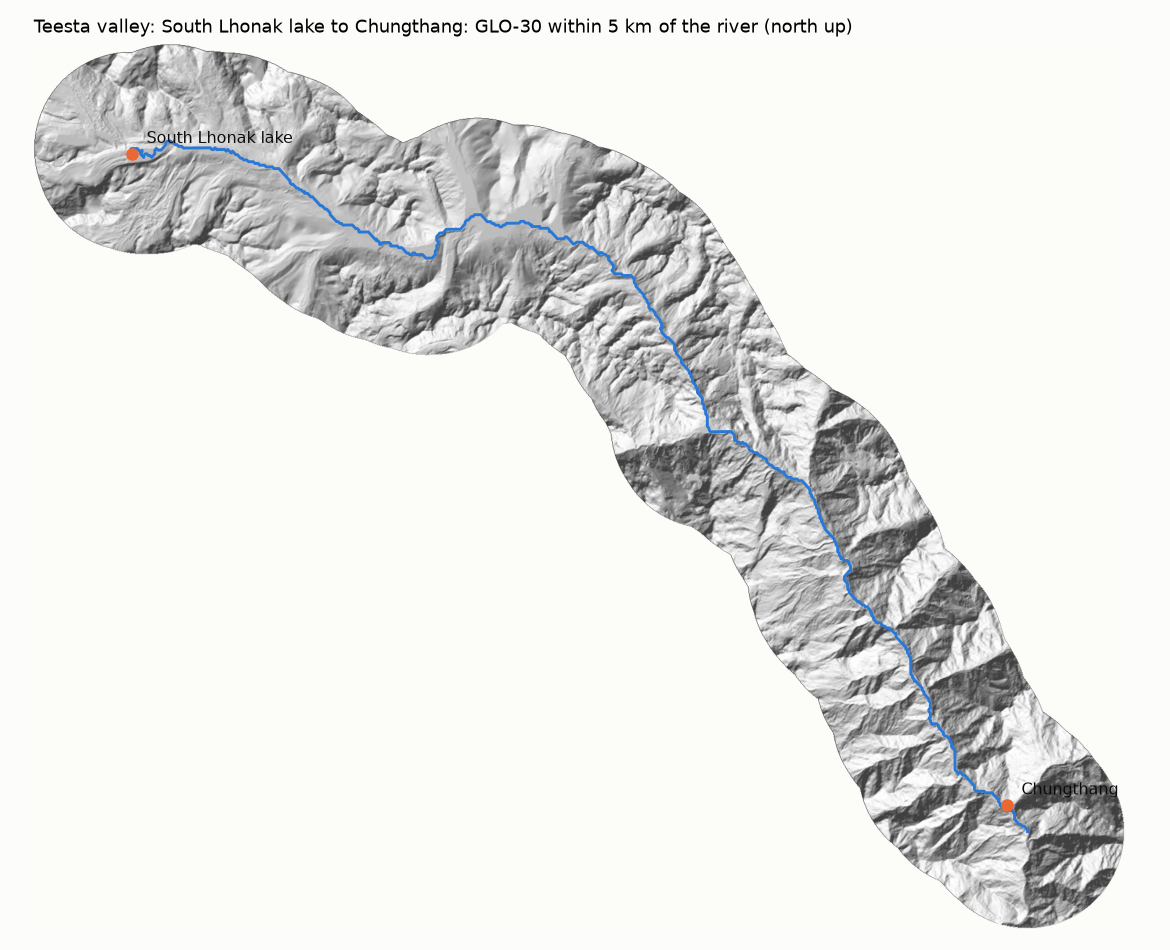 Teesta valley: South Lhonak lake to Chungthang: GLO-30 within 5 km of the river (north up)
South Lhonak lake
Chungthang